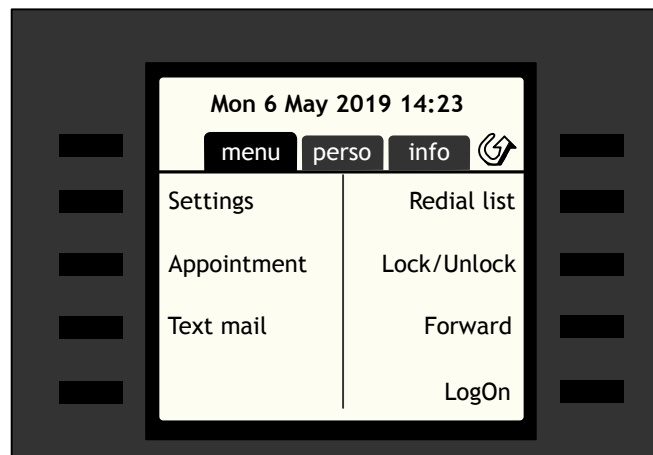 Mon 6 May 2019 14:23
menu perso info
Settings Redial list
Appointment Lock/Unlock
Text mail Forward
LogOn